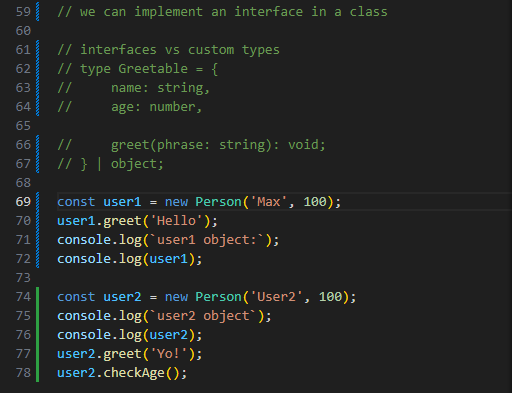 59 // we can implement an interface in a class
60
61 // interfaces vs custom types
62 // type Greetable = {
63 //     name: string,
64 //     age: number,
65
66 //     greet(phrase: string): void;
67 // } | object;
68
69 const user1 = new Person('Max', 100);
70 user1.greet('Hello');
71 console.log(`user1 object:`);
72 console.log(user1);
73
74 const user2 = new Person('User2', 100);
75 console.log(`user2 object`);
76 console.log(user2);
77 user2.greet('Yo!');
78 user2.checkAge();